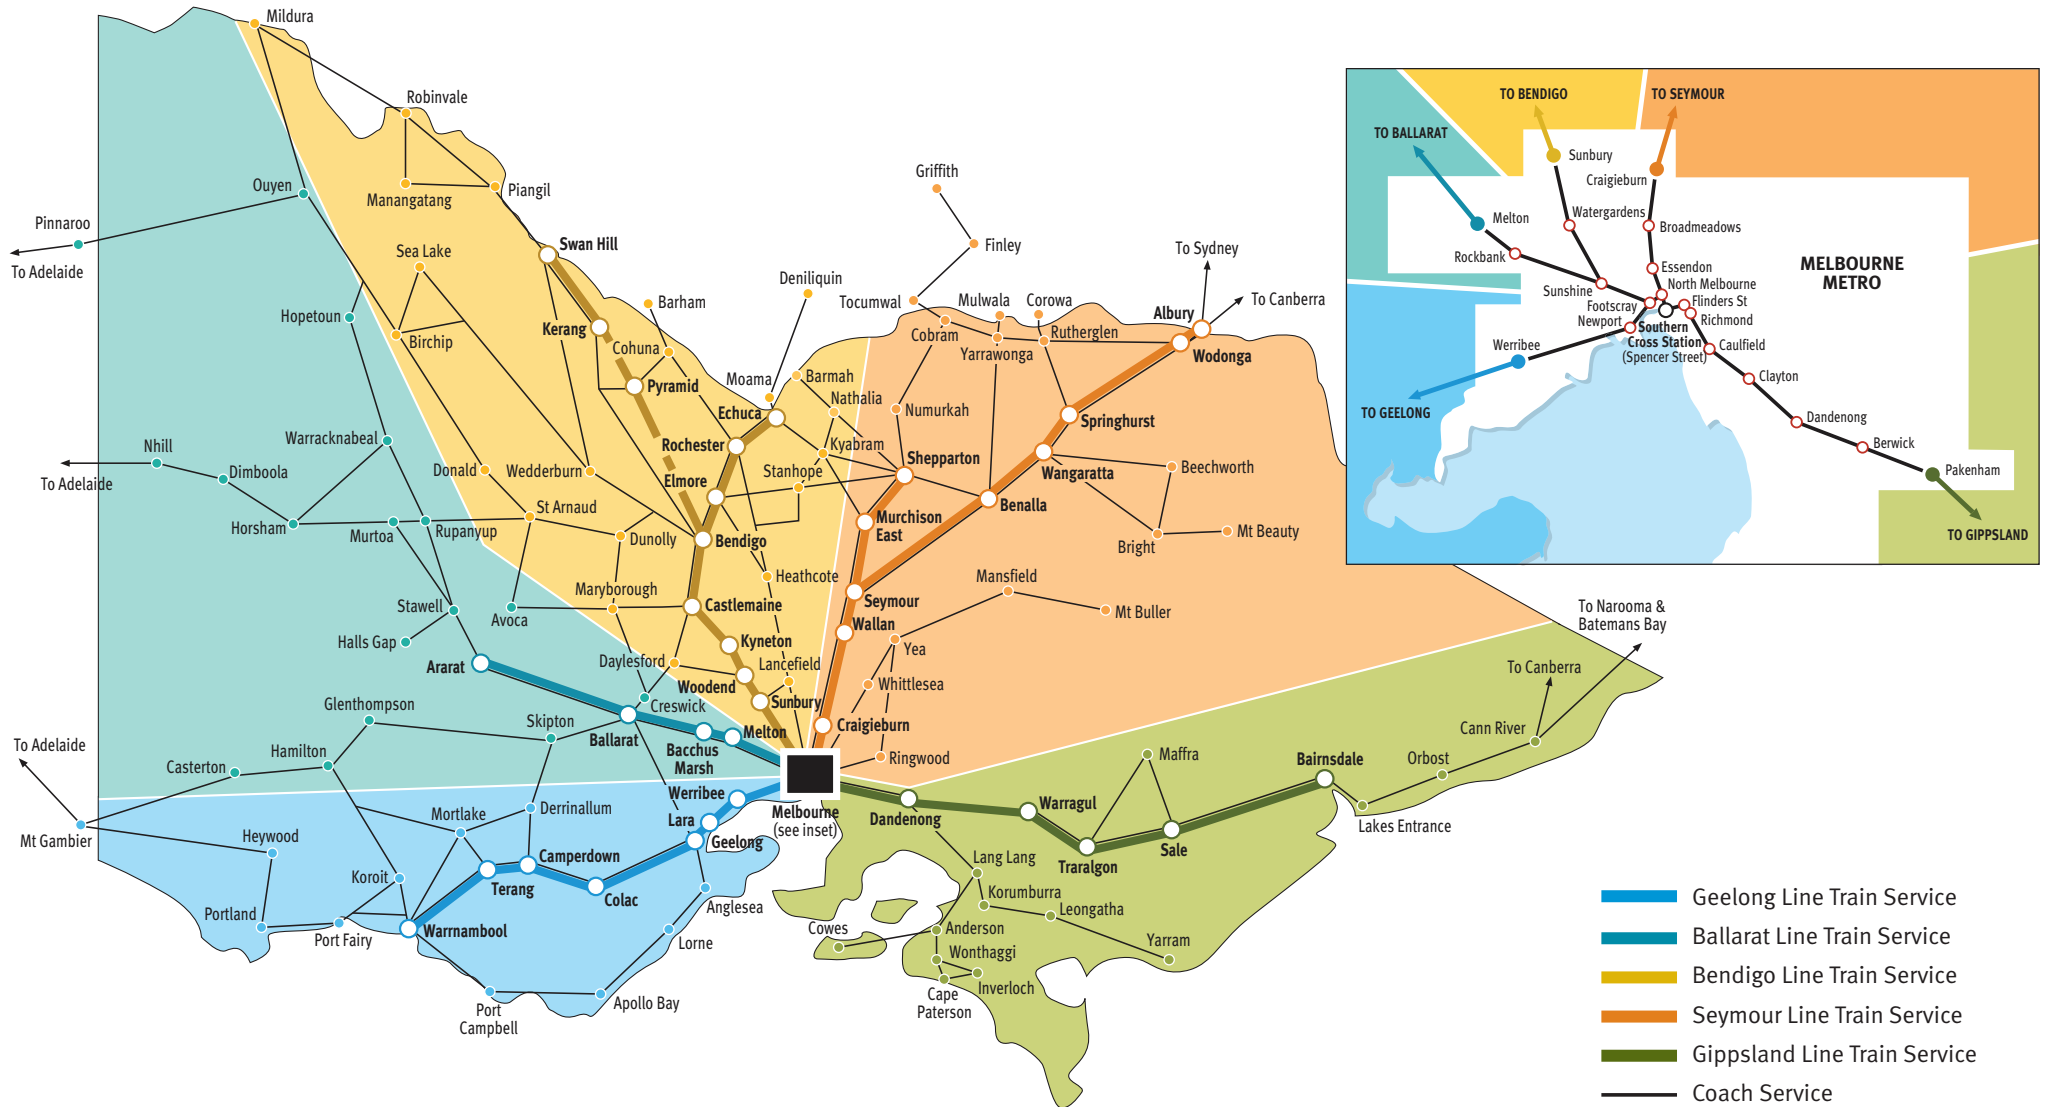 Mildura
Robinvale
Manangatang
Piangil
Ouyen
Pinnaroo
To Adelaide
Sea Lake
Swan Hill
Hopetoun
Birchip
Kerang
Barham
Cohuna
Pyramid
Deniliquin
Moama
Barmah
Echuca
Nathalia
Rochester
Kyabram
Stanhope
Elmore
Bendigo
Griffith
Finley
Tocumwal
Mulwala
Corowa
Cobram
Yarrawonga
Rutherglen
Albury
Wodonga
To Sydney
To Canberra
Numurkah
Springhurst
Shepparton
Wangaratta
Beechworth
Benalla
Murchison
East
Bright
Mt Beauty
Nhill
Dimboola
To Adelaide
Warracknabeal
Horsham
Murtoa
Rupanyup
Donald
Wedderburn
St Arnaud
Dunolly
Maryborough
Avoca
Heathcote
Castlemaine
Kyneton
Lancefield
Daylesford
Woodend
Sunbury
Seymour
Wallan
Mansfield
Mt Buller
Yea
Whittlesea
Craigieburn
Ringwood
Stawell
Halls Gap
Ararat
Creswick
Ballarat
Bacchus
Marsh
Melton
Glenthompson
Skipton
Hamilton
Casterton
To Adelaide
Mt Gambier
Heywood
Portland
Port Fairy
Koroit
Mortlake
Derrinallum
Warrnambool
Terang
Camperdown
Colac
Werribee
Lara
Geelong
Anglesea
Lorne
Apollo Bay
Port
Campbell
Melbourne
(see inset)
Dandenong
Warragul
Traralgon
Maffra
Sale
Bairnsdale
Lakes Entrance
Orbost
Cann River
To Canberra
To Narooma &
Batemans Bay
Lang Lang
Korumburra
Leongatha
Yarram
Cowes
Anderson
Wonthaggi
Inverloch
Cape
Paterson
TO BENDIGO
TO SEYMOUR
TO BALLARAT
Sunbury
Craigieburn
Melton
Watergardens
Broadmeadows
Rockbank
Essendon
MELBOURNE
METRO
Sunshine
North Melbourne
Footscray
Flinders St
Newport
Richmond
Southern
Cross Station
(Spencer Street)
Werribee
Caulfield
Clayton
TO GEELONG
Dandenong
Berwick
Pakenham
TO GIPPSLAND
Geelong Line Train Service
Ballarat Line Train Service
Bendigo Line Train Service
Seymour Line Train Service
Gippsland Line Train Service
Coach Service